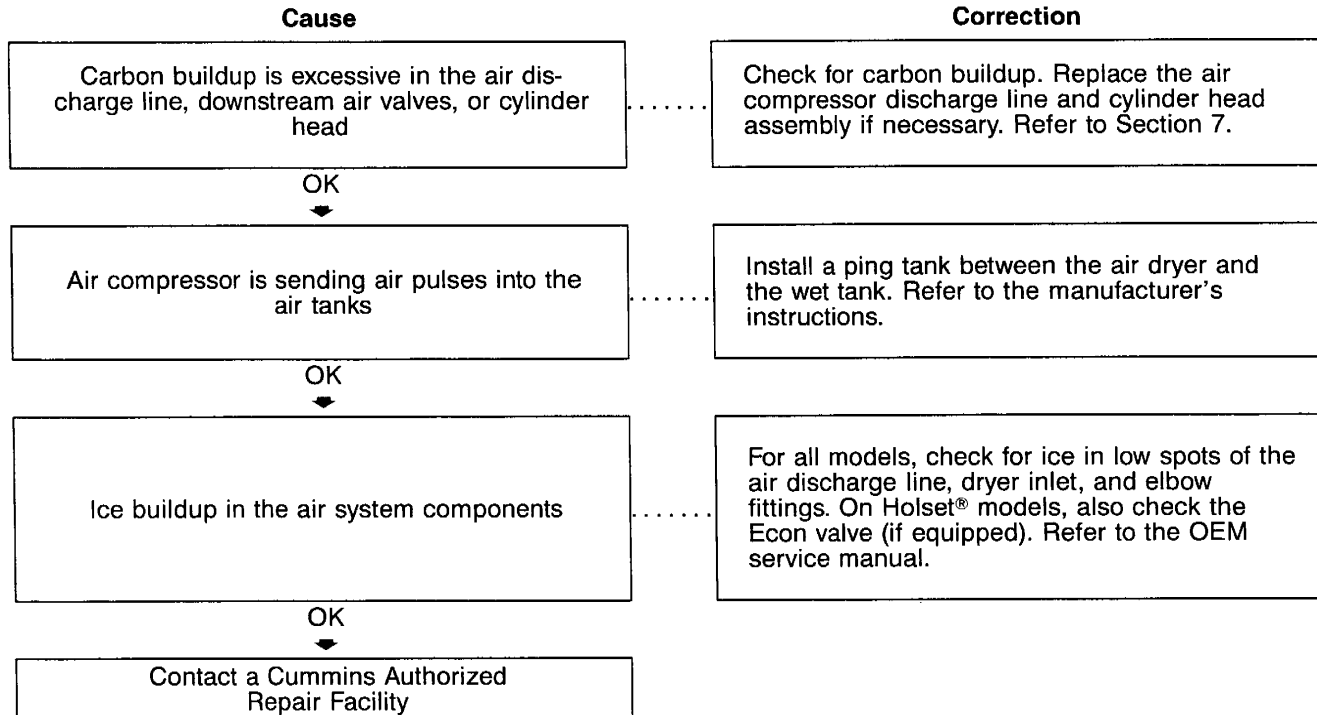 Cause
Correction
Carbon buildup is excessive in the air dis-
charge line, downstream air valves, or cylinder
head
Check for carbon buildup. Replace the air
compressor discharge line and cylinder head
assembly if necessary. Refer to Section 7.
OK
Air compressor is sending air pulses into the
air tanks
Install a ping tank between the air dryer and
the wet tank. Refer to the manufacturer's
instructions.
OK
Ice buildup in the air system components
For all models, check for ice in low spots of the
air discharge line, dryer inlet, and elbow
fittings. On Holset® models, also check the
Econ valve (if equipped). Refer to the OEM
service manual.
OK
Contact a Cummins Authorized
Repair Facility